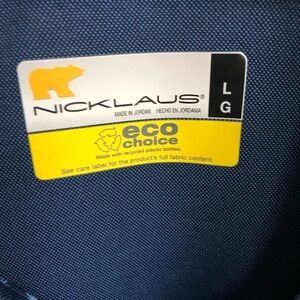 NICKLAUS®
MADE IN JORDAN HECHO EN JORDANIA
L
G
eco
choice
Made with recycled plastic bottles.
See care label for the product's full fabric content.